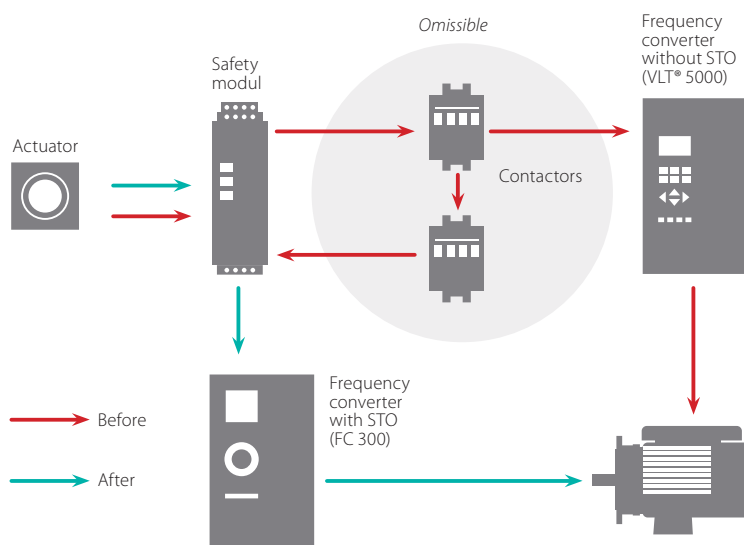 Omissible
Frequency
converter
without STO
(VLT® 5000)
Safety
modul
Actuator
Contactors
Frequency
converter
with STO
(FC 300)
Before
After